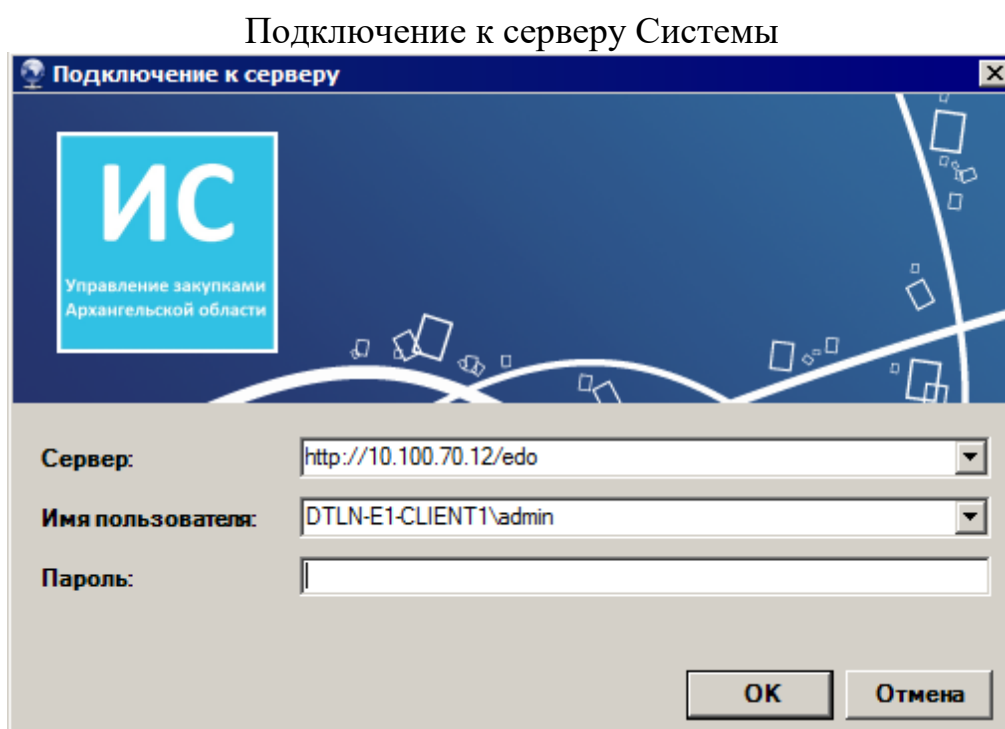 Подключение к серверу Системы
Подключение к серверу
ИС
Управление закупками
Архангельской области
Сервер:
http://10.100.70.12/edo
Имя пользователя:
DTLN-E1-CLIENT1\admin
Пароль:
OK
Отмена